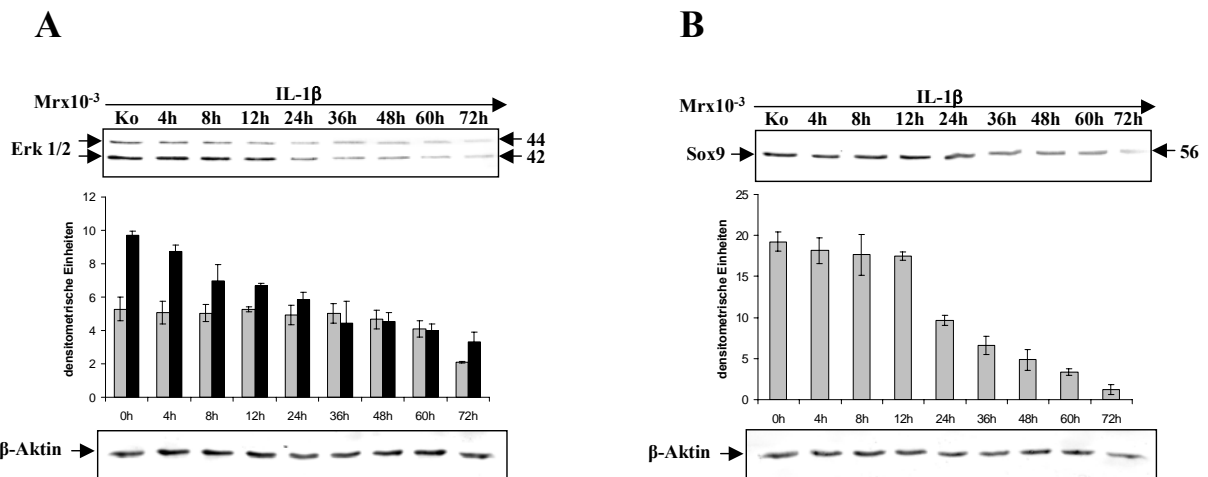 A
IL-1β
Mrx10-3
Ko 4h 8h 12h 24h 36h 48h 60h 72h
Erk 1/2
44
42
densitometrische Einheiten
12
10
8
6
4
2
0
0h 4h 8h 12h 24h 36h 48h 60h 72h
β-Aktin
B
IL-1β
Mrx10-3
Ko 4h 8h 12h 24h 36h 48h 60h 72h
Sox9
56
densitometrische Einheiten
25
20
15
10
5
0
0h 4h 8h 12h 24h 36h 48h 60h 72h
β-Aktin